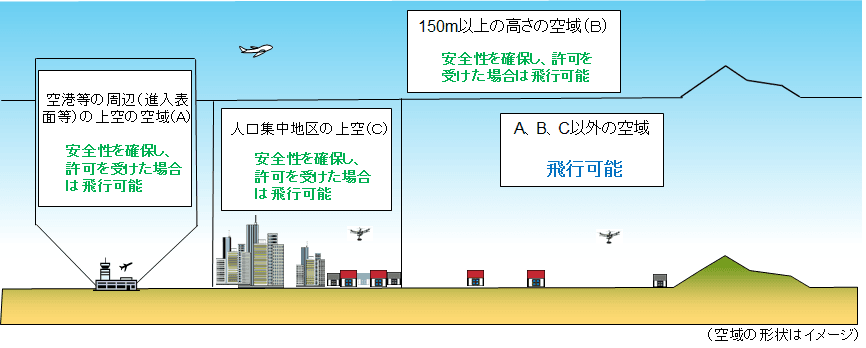 150m以上の高さの空域(B)
安全性を確保し、許可を
受けた場合は飛行可能
空港等の周辺(進入表
面等)の上空の空域(A)
安全性を確保し、
許可を受けた場合
は飛行可能
人口集中地区の上空(C)
安全性を確保し、
許可を受けた場合
は飛行可能
A、B、C以外の空域
飛行可能
(空域の形状はイメージ)